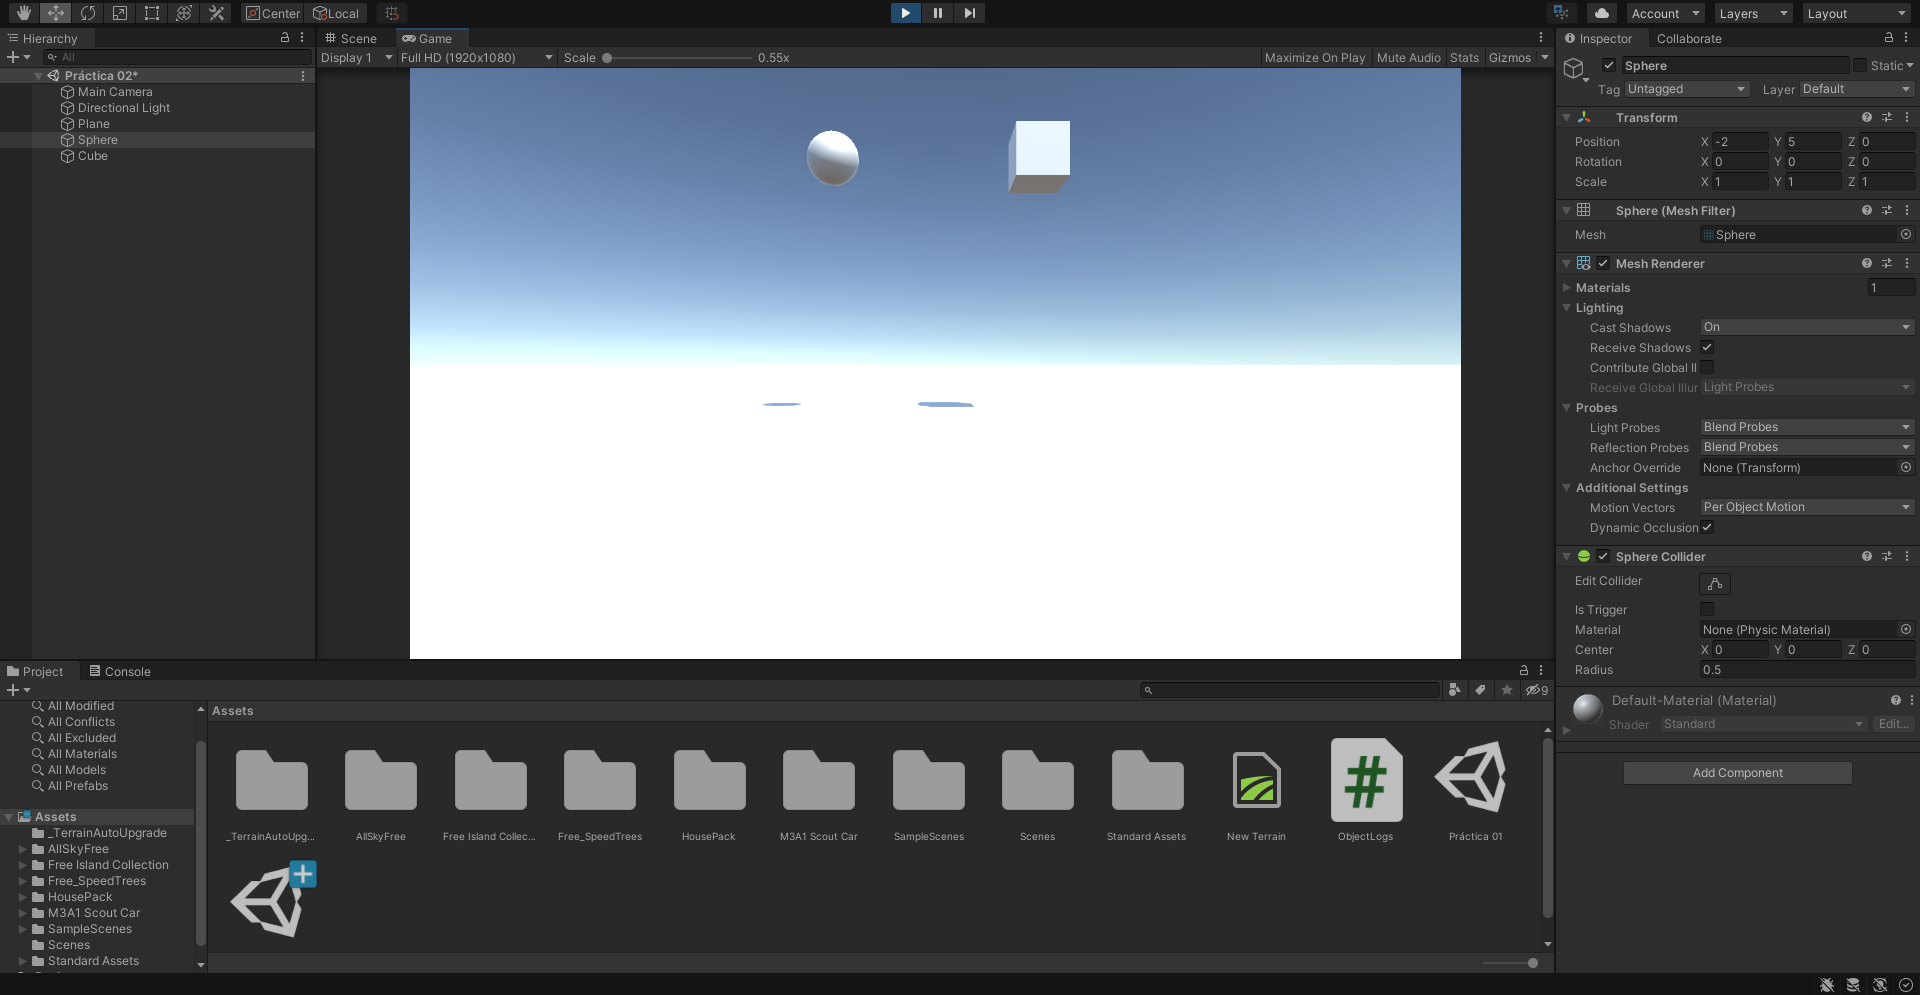 Center Local
Account Layers Layout
Hierarchy
All
Práctica 02*
Main Camera
Directional Light
Plane
Sphere
Cube
Scene Game
Display 1 Full HD (1920x1080) Scale 0.55x Maximize On Play Mute Audio Stats Gizmos
Inspector Collaborate
Sphere Static
Tag Untagged Layer Default
Transform
Position X -2 Y 5 Z 0
Rotation X 0 Y 0 Z 0
Scale X 1 Y 1 Z 1
Sphere (Mesh Filter)
Mesh Sphere
Mesh Renderer
Materials 1
Lighting
Cast Shadows On
Receive Shadows
Contribute Global Il
Receive Global Illur Light Probes
Probes
Light Probes Blend Probes
Reflection Probes Blend Probes
Anchor Override None (Transform)
Additional Settings
Motion Vectors Per Object Motion
Dynamic Occlusion
Sphere Collider
Edit Collider
Is Trigger
Material None (Physic Material)
Center X 0 Y 0 Z 0
Radius 0.5
Default-Material (Material)
Shader Standard Edit...
Add Component
Project Console
9
All Modified
All Conflicts
All Excluded
All Materials
All Models
All Prefabs
Assets
_TerrainAutoUpgrade
AllSkyFree
Free Island Collection
Free_SpeedTrees
HousePack
M3A1 Scout Car
SampleScenes
Scenes
Standard Assets
Assets
_TerrainAutoUpg... AllSkyFree Free Island Collec... Free_SpeedTrees HousePack M3A1 Scout Car SampleScenes Scenes Standard Assets New Terrain ObjectLogs Práctica 01